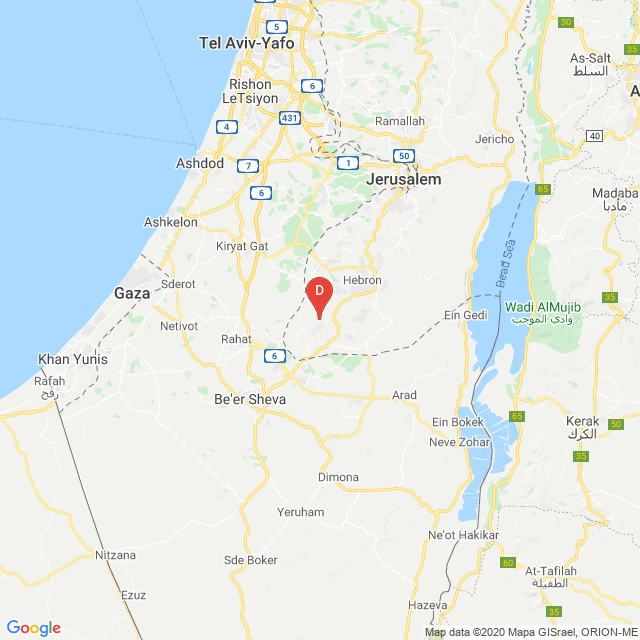 5
Tel Aviv-Yafo
30
35
As-Salt
السلط
Rishon
LeTsiyon
6
A
431
Ramallah
4
40
Jericho
Ashdod
7
1
50
Jerusalem
6
65
Madaba
مادبا
Ashkelon
Kiryat Gat
Dead Sea
Hebron
Sderot
Gaza
D
35
Wadi AlMujib
وادي الموجب
Ein Gedi
Netivot
Rahat
6
Khan Yunis
Rafah
رفح
Be'er Sheva
Arad
65
Ein Bokek
Kerak
الكرك
50
Neve Zohar
35
Dimona
Yeruham
Ne'ot Hakikar
Nitzana
Sde Boker
60
At-Tafilah
الطفيلة
Ezuz
Hazeva
35
Google
Map data ©2020 Mapa GISrael, ORION-ME